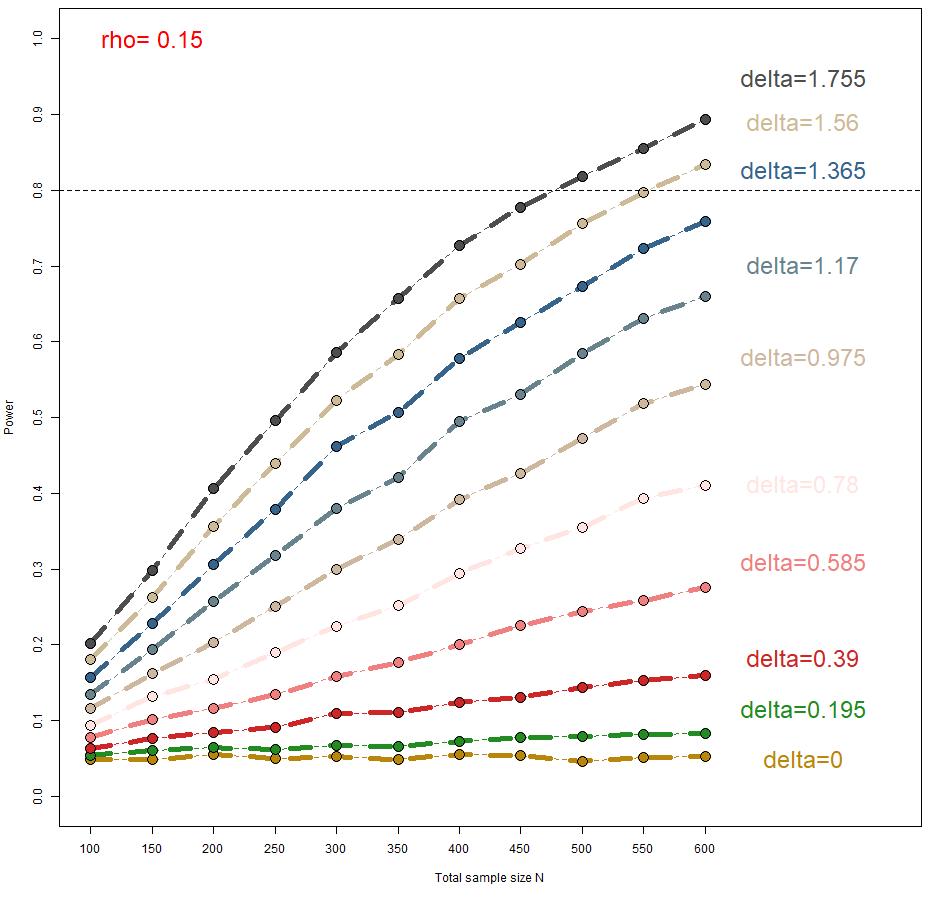 rho= 0.15
delta=1.755
delta=1.56
delta=1.365
delta=1.17
delta=0.975
delta=0.78
delta=0.585
delta=0.39
delta=0.195
delta=0
1.0
0.9
0.8
0.7
0.6
0.5
0.4
0.3
0.2
0.1
0.0
Power
100 150 200 250 300 350 400 450 500 550 600
Total sample size N